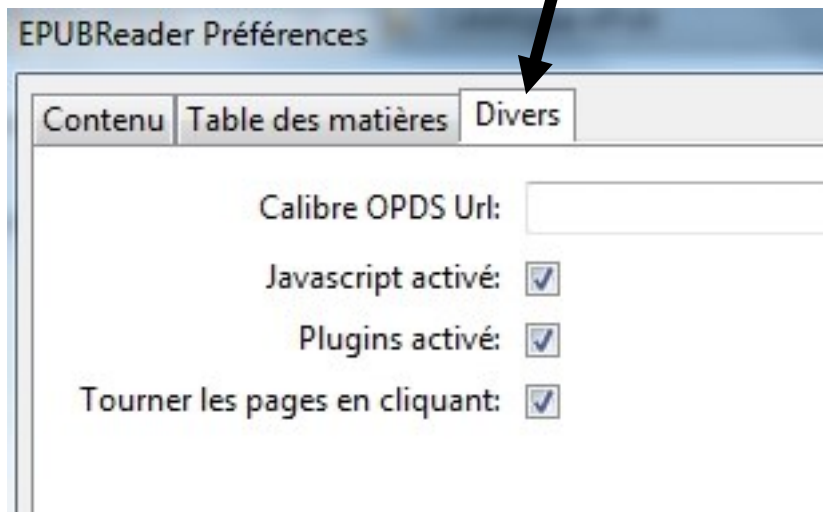 EPUBReader Préférences
Contenu Table des matières Divers
Calibre OPDS Url:
Javascript activé:
Plugins activé:
Tourner les pages en cliquant: